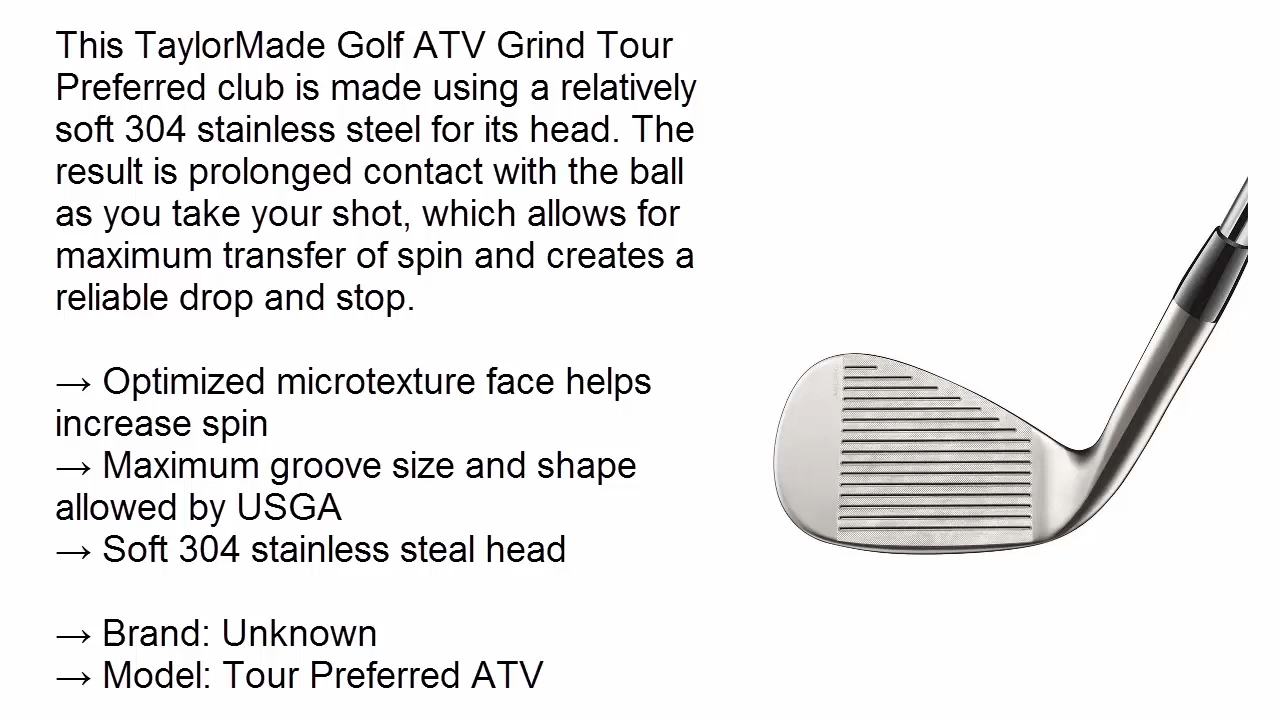 This TaylorMade Golf ATV Grind Tour
Preferred club is made using a relatively
soft 304 stainless steel for its head. The
result is prolonged contact with the ball
as you take your shot, which allows for
maximum transfer of spin and creates a
reliable drop and stop.
→ Optimized microtexture face helps
increase spin
→ Maximum groove size and shape
allowed by USGA
→ Soft 304 stainless steal head
→ Brand: Unknown
→ Model: Tour Preferred ATV